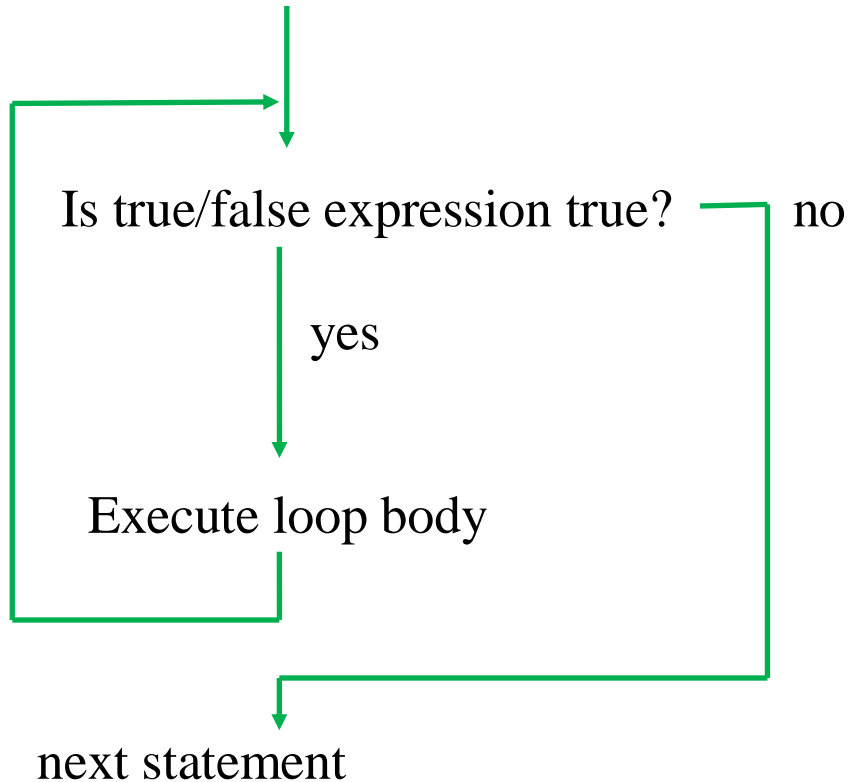 Is true/false expression true?
no
yes
Execute loop body
next statement